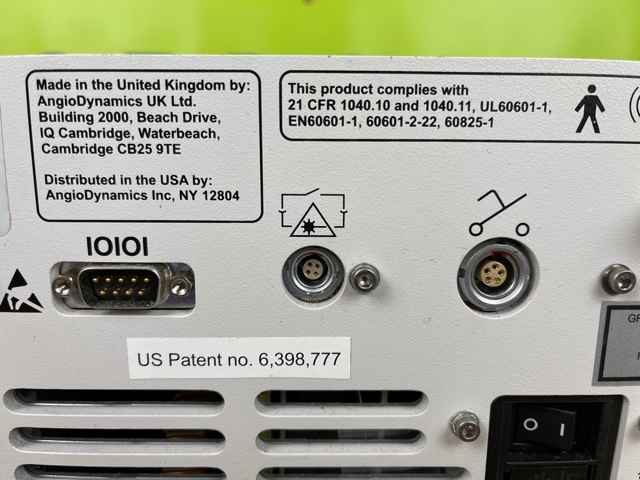 Made in the United Kingdom by:
AngioDynamics UK Ltd.
Building 2000, Beach Drive,
IQ Cambridge, Waterbeach,
Cambridge CB25 9TE
Distributed in the USA by:
AngioDynamics Inc, NY 12804
This product complies with
21 CFR 1040.10 and 1040.11, UL60601-1,
EN60601-1, 60601-2-22, 60825-1
IOIOI
US Patent no. 6,398,777
O I